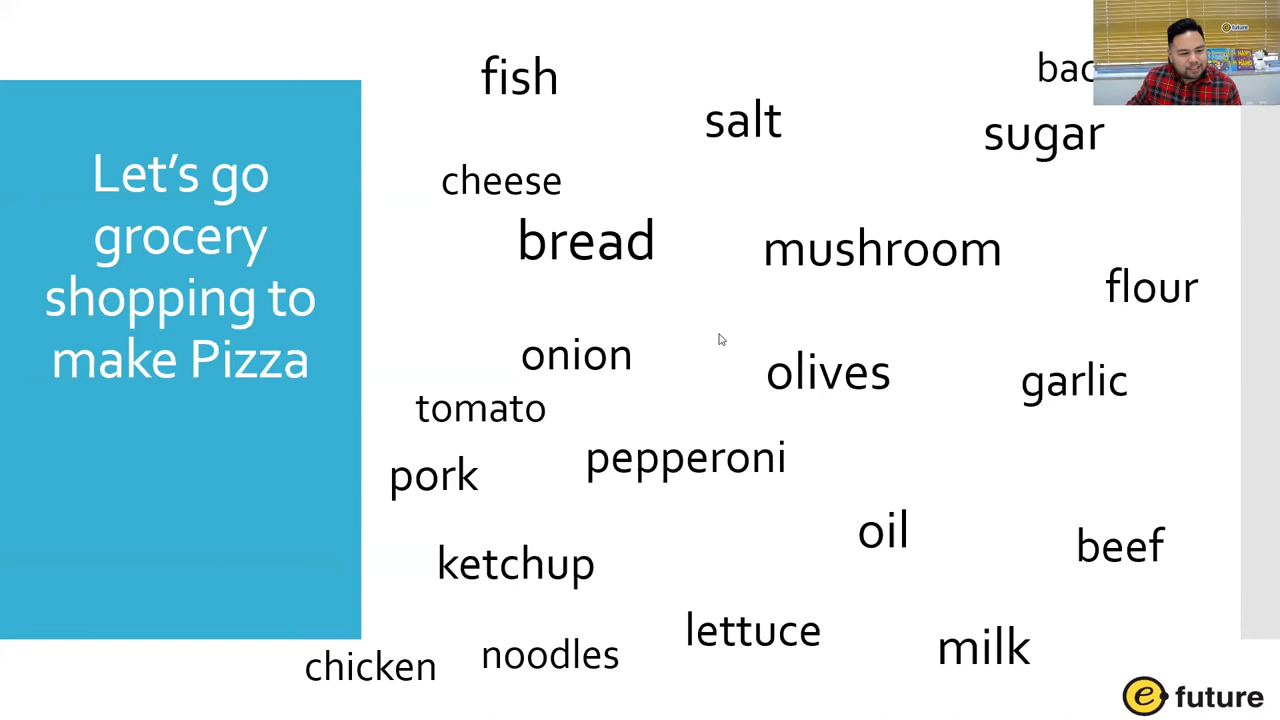 Let's go
grocery
shopping to
make Pizza
fish
salt
sugar
cheese
bread
mushroom
flour
onion
olives
garlic
tomato
pork
pepperoni
oil
beef
ketchup
lettuce
milk
chicken
noodles
e future